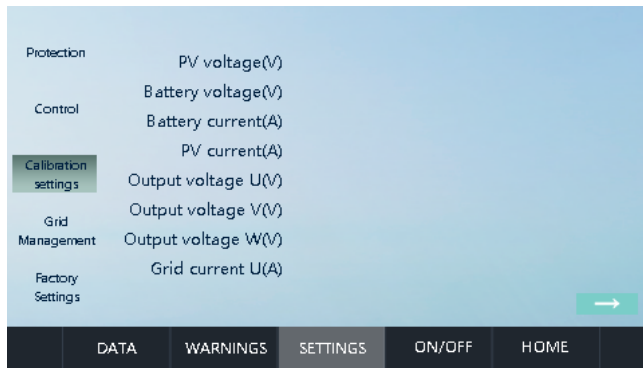 Protection
Control
Calibration
settings
Grid
Management
Factory
Settings
PV voltage(V)
Battery voltage(V)
Battery current(A)
PV current(A)
Output voltage U(V)
Output voltage V(V)
Output voltage W(V)
Grid current U(A)
→
DATA WARNINGS SETTINGS ON/OFF HOME